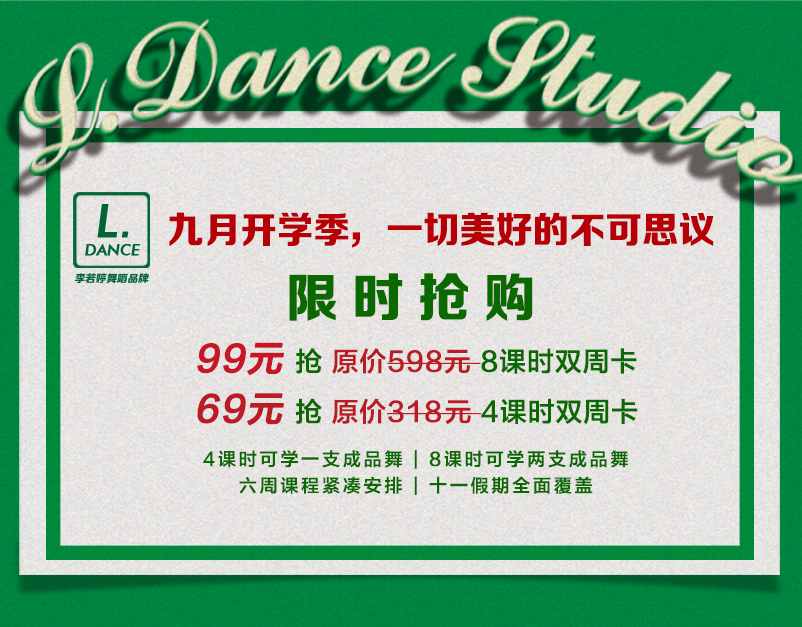 L. Dance Studio
L.
DANCE
李若婷舞蹈品牌
九月开学季，一切美好的不可思议
限时抢购
99元 抢 原价598元 8课时双周卡
69元 抢 原价318元 4课时双周卡
4课时可学一支成品舞 | 8课时可学两支成品舞
六周课程紧凑安排 | 十一假期全面覆盖